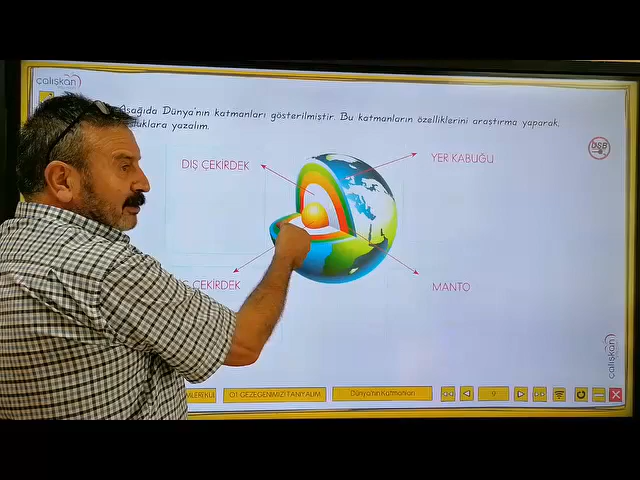 çalışkan
Aşağıda Dünya'nın katmanları gösterilmiştir. Bu katmanların özelliklerini araştırma yaparak,
yazalım.
DIŞ ÇEKİRDEK
YER KABUĞU
ÇEKİRDEK
MANTO
çalışkan
01.GEZEGENİMİZİ TANIYALIM
Dünya'nın Katmanları
9